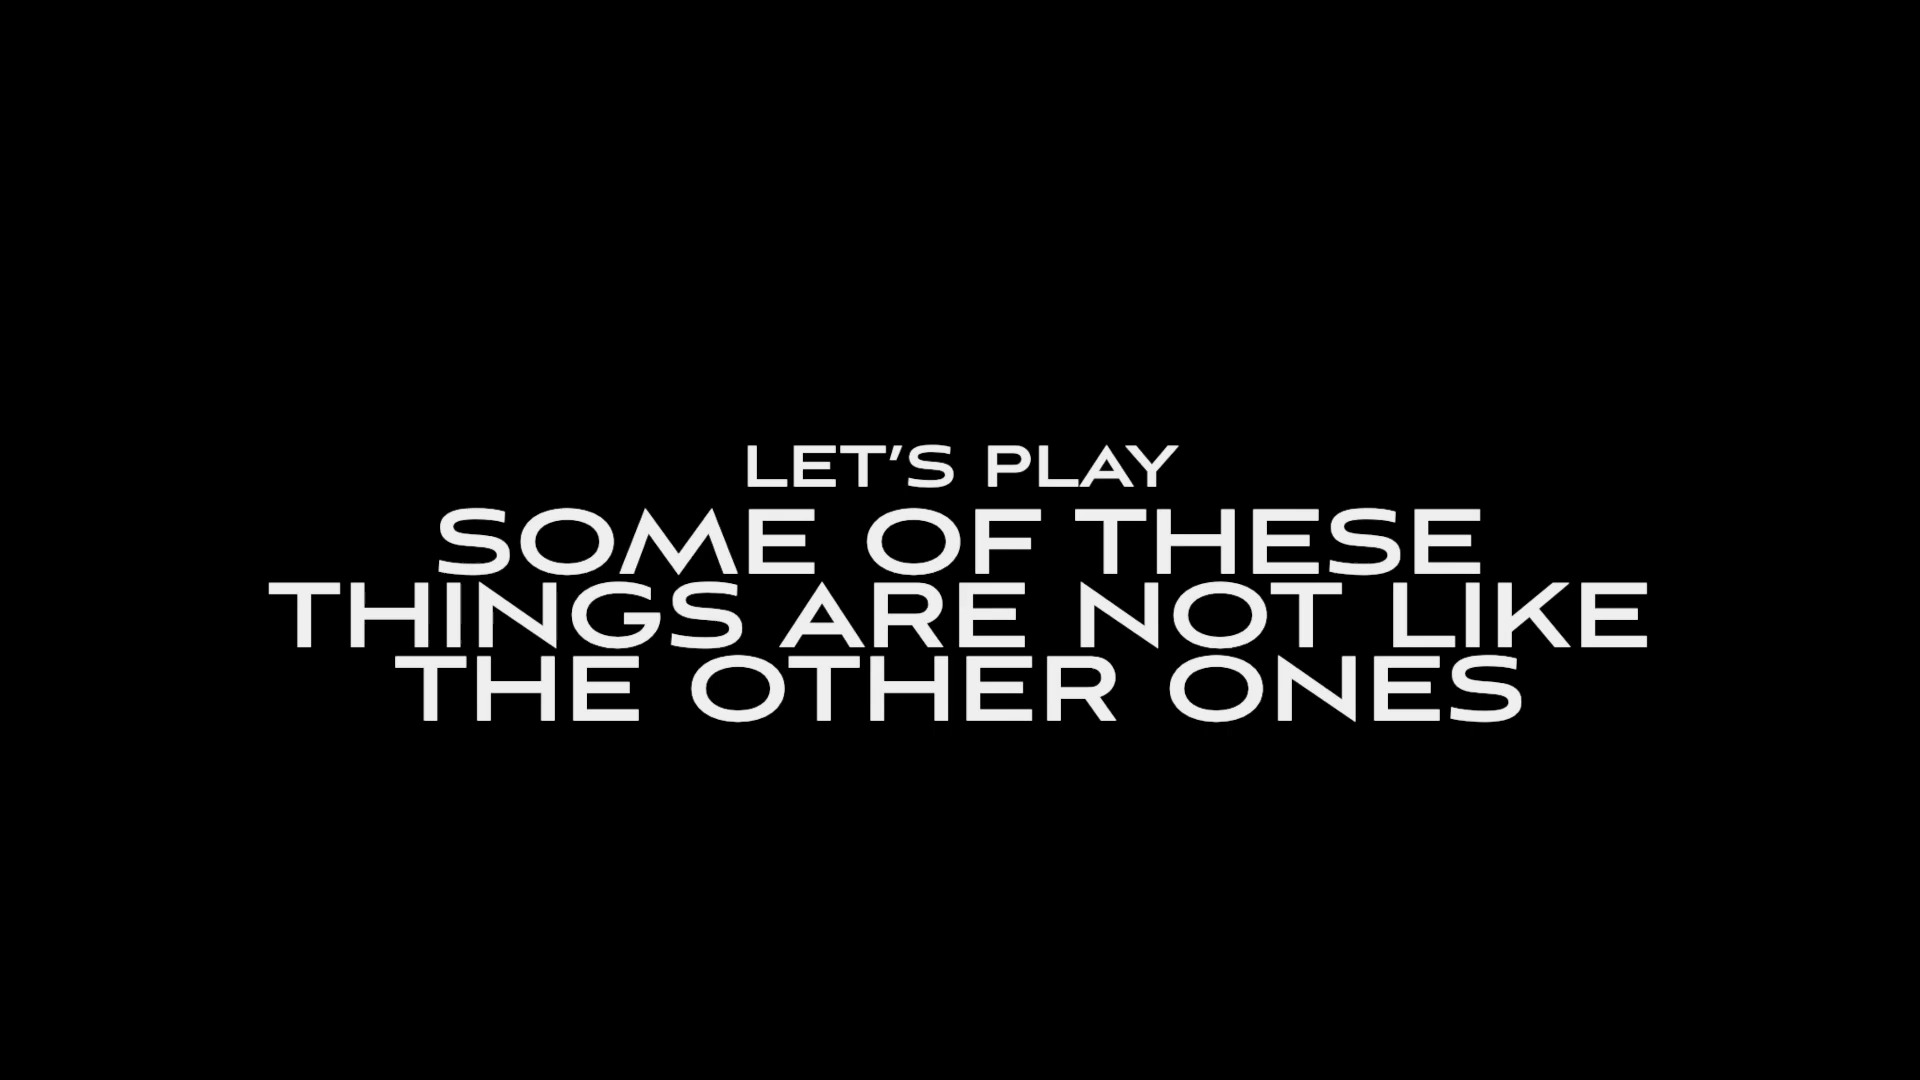 LET’S PLAY
SOME OF THESE
THINGS ARE NOT LIKE
THE OTHER ONES